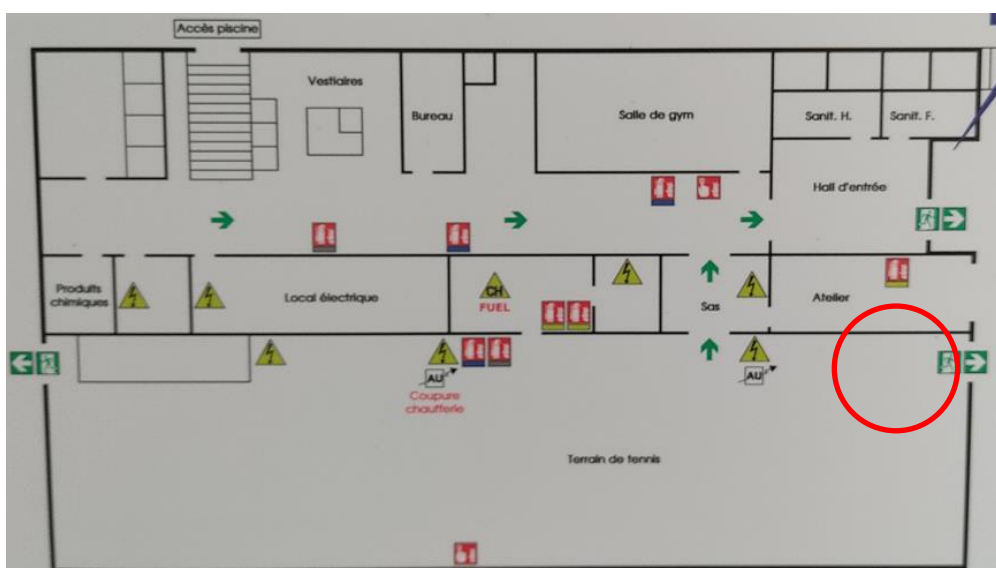 Accès piscine
Vestiaires
Bureau
Salle de gym
Sanit. H.
Sanit. F.
Hall d'entrée
Produits
chimiques
Local électrique
CH
FUEL
Sas
Atelier
AU
Coupure
chaufferie
AU
Terrain de tennis